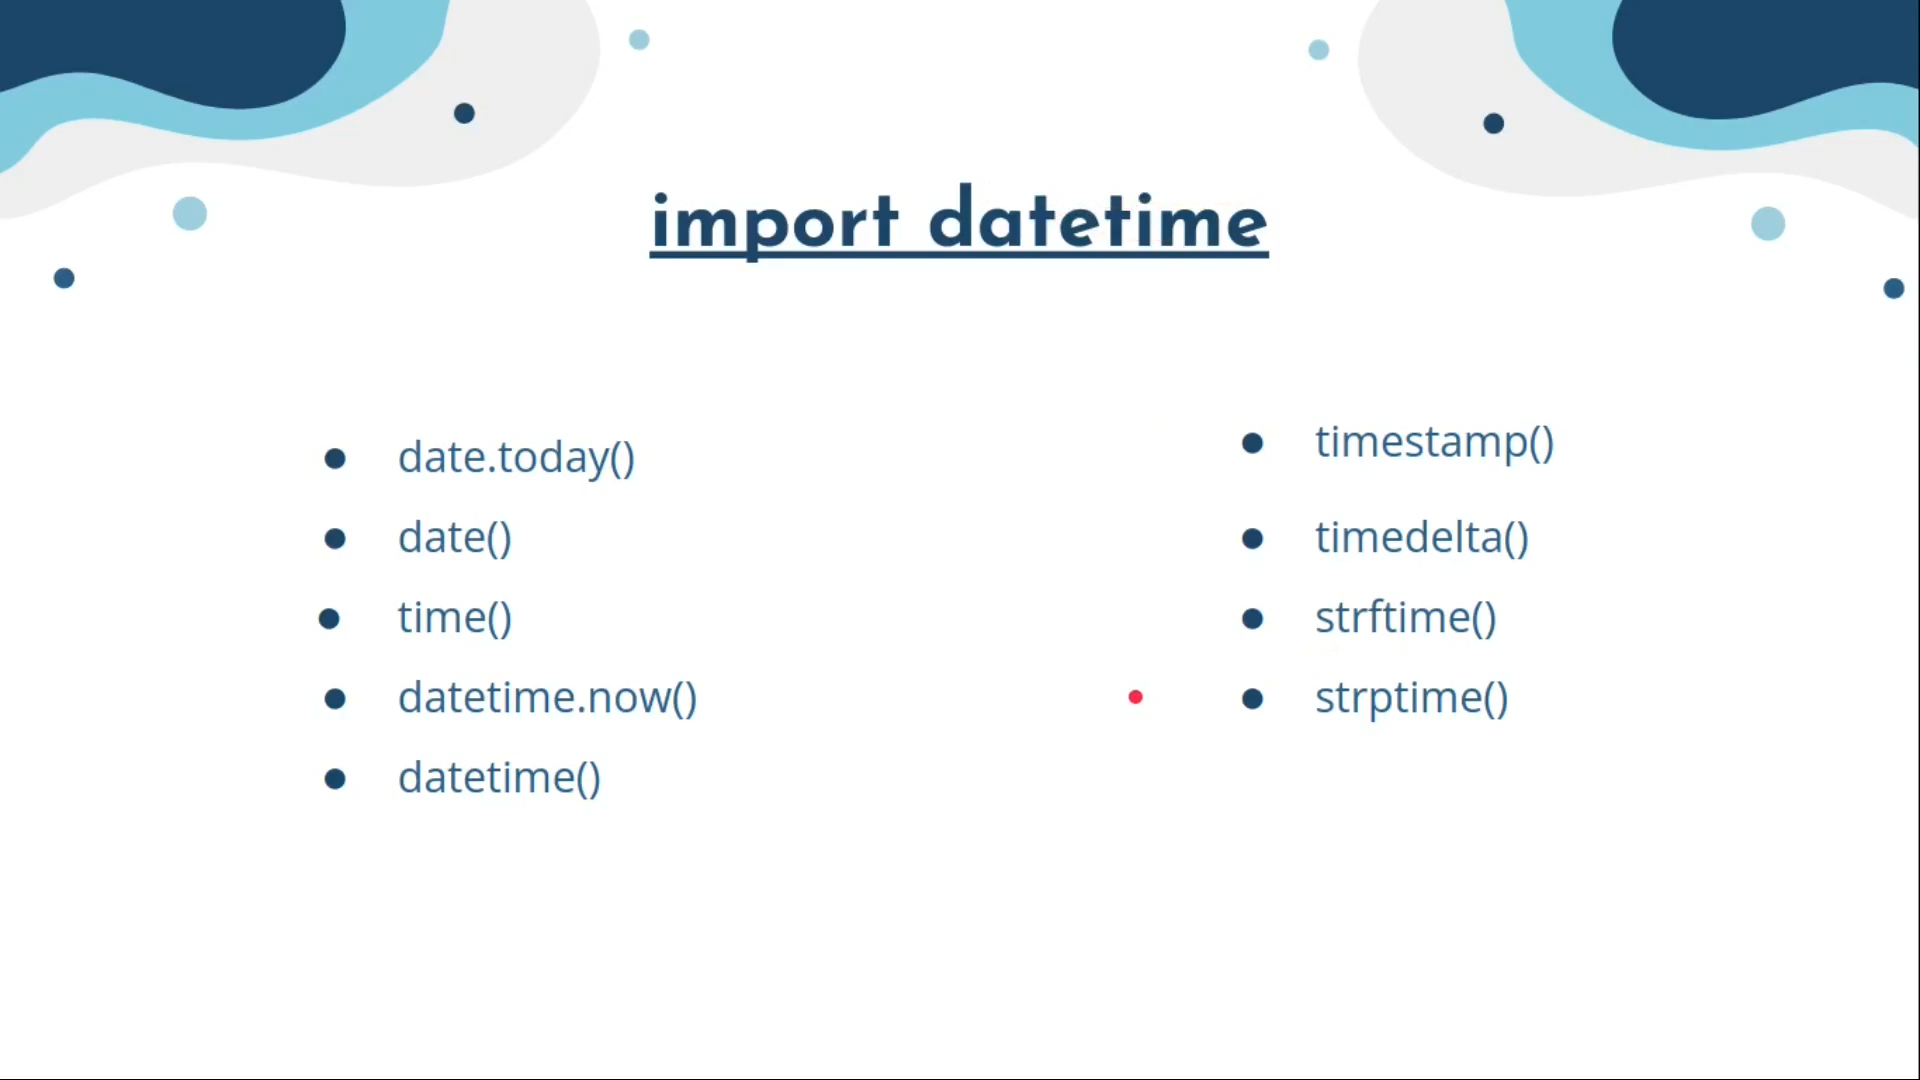 import datetime
date.today()
date()
time()
datetime.now()
datetime()
timestamp()
timedelta()
strftime()
strptime()